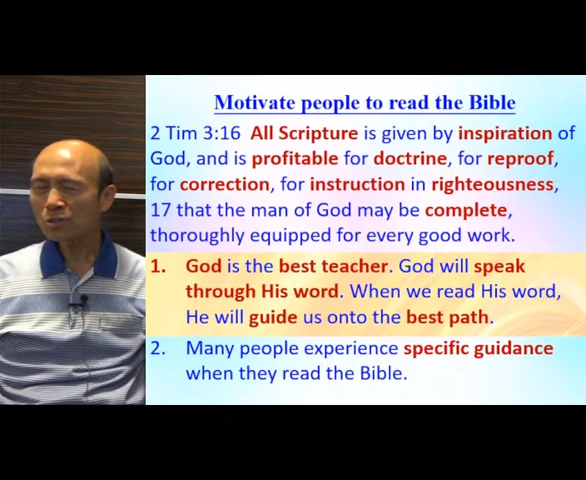 Motivate people to read the Bible
2 Tim 3:16  All Scripture is given by inspiration of
God, and is profitable for doctrine, for reproof,
for correction, for instruction in righteousness,
17 that the man of God may be complete,
thoroughly equipped for every good work.
1. God is the best teacher. God will speak
through His word. When we read His word,
He will guide us onto the best path.
2. Many people experience specific guidance
when they read the Bible.